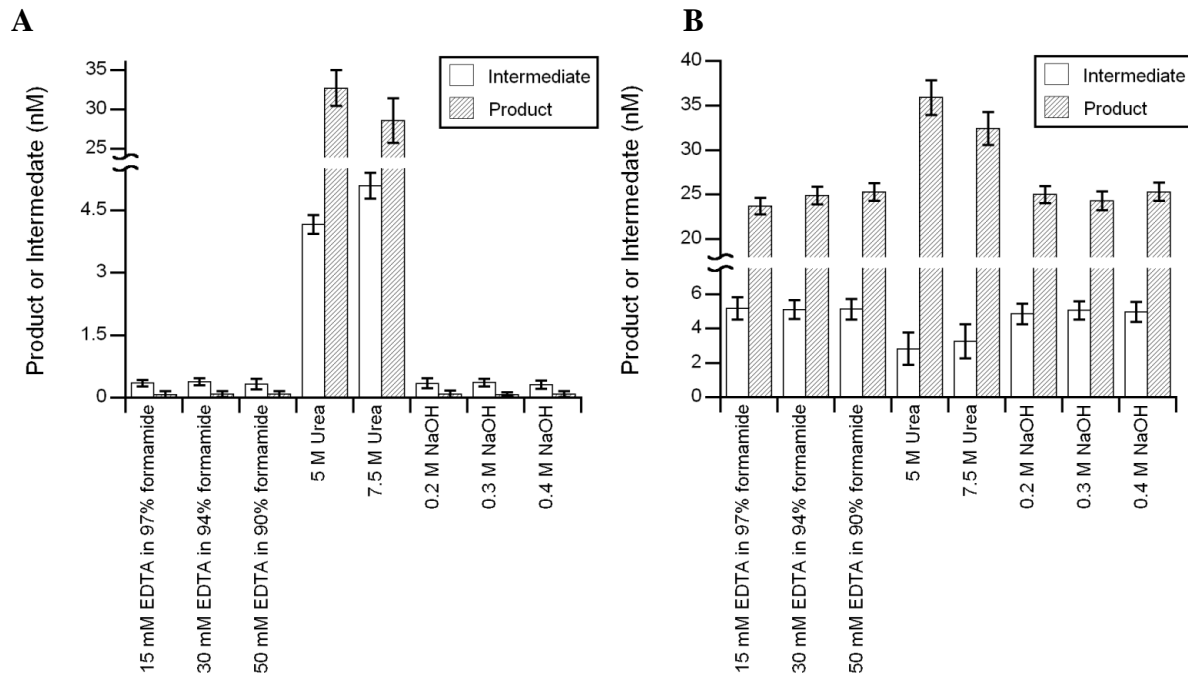 A
Product or Intermedate (nM)
35
30
25
4.5
3
1.5
0
Intermediate
Product
15 mM EDTA in 97% formamide
30 mM EDTA in 94% formamide
50 mM EDTA in 90% formamide
5 M Urea
7.5 M Urea
0.2 M NaOH
0.3 M NaOH
0.4 M NaOH
B
Product or Intermedate (nM)
40
35
30
25
20
6
4
2
0
Intermediate
Product
15 mM EDTA in 97% formamide
30 mM EDTA in 94% formamide
50 mM EDTA in 90% formamide
5 M Urea
7.5 M Urea
0.2 M NaOH
0.3 M NaOH
0.4 M NaOH